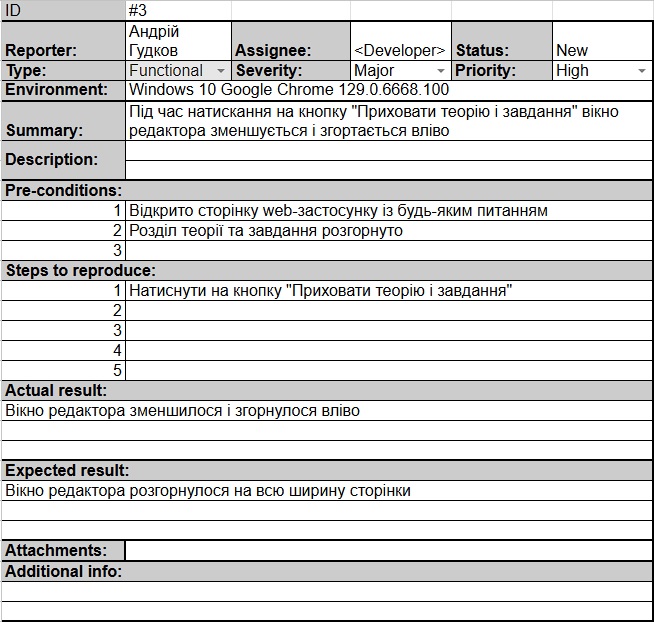 ID #3
Reporter: Андрій Гудков Assignee: <Developer> Status: New
Type: Functional Severity: Major Priority: High
Environment: Windows 10 Google Chrome 129.0.6668.100
Summary: Під час натискання на кнопку "Приховати теорію і завдання" вікно
редактора зменшується і згортається вліво
Description:
Pre-conditions:
1 Відкрито сторінку web-застосунку із будь-яким питанням
2 Розділ теорії та завдання розгорнуто
3
Steps to reproduce:
1 Натиснути на кнопку "Приховати теорію і завдання"
2
3
4
5
Actual result:
Вікно редактора зменшилося і згорнулося вліво
Expected result:
Вікно редактора розгорнулося на всю ширину сторінки
Attachments:
Additional info: